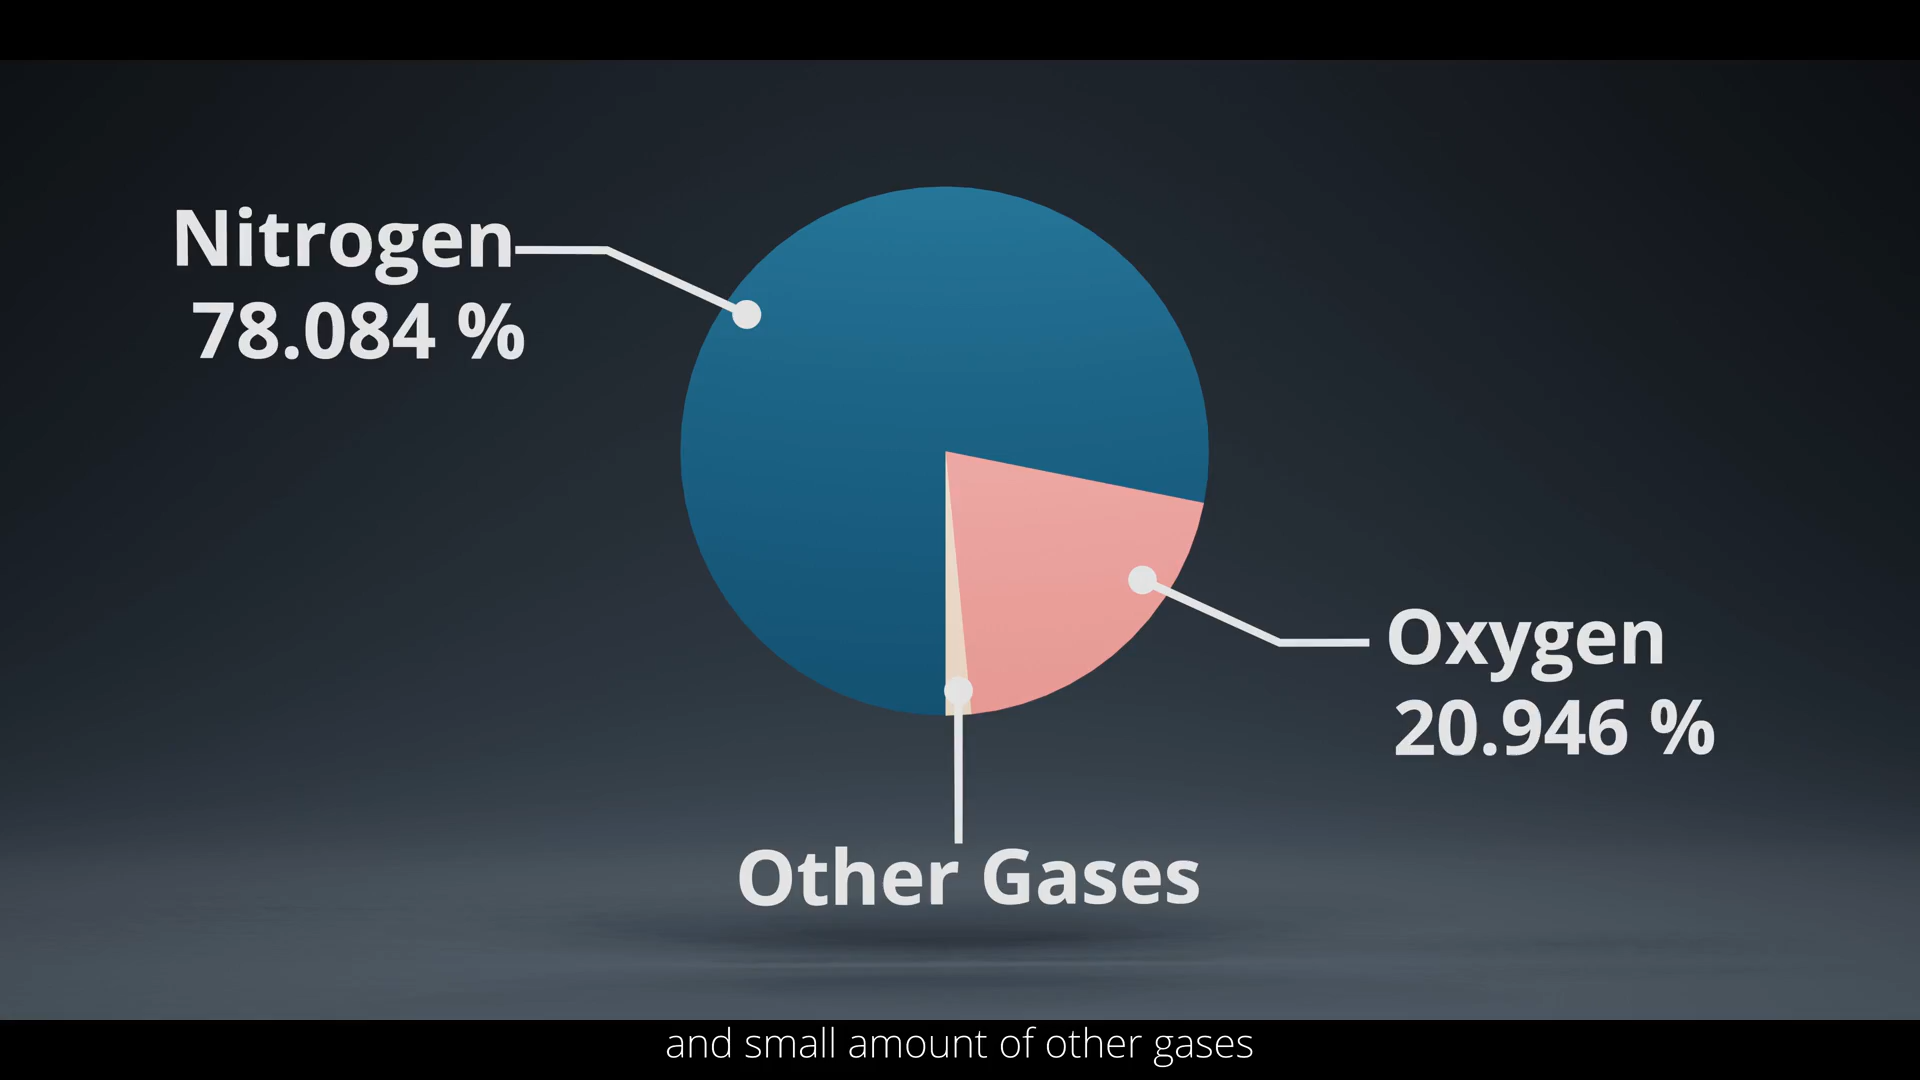 Nitrogen
78.084 %
Oxygen
20.946 %
Other Gases
and small amount of other gases